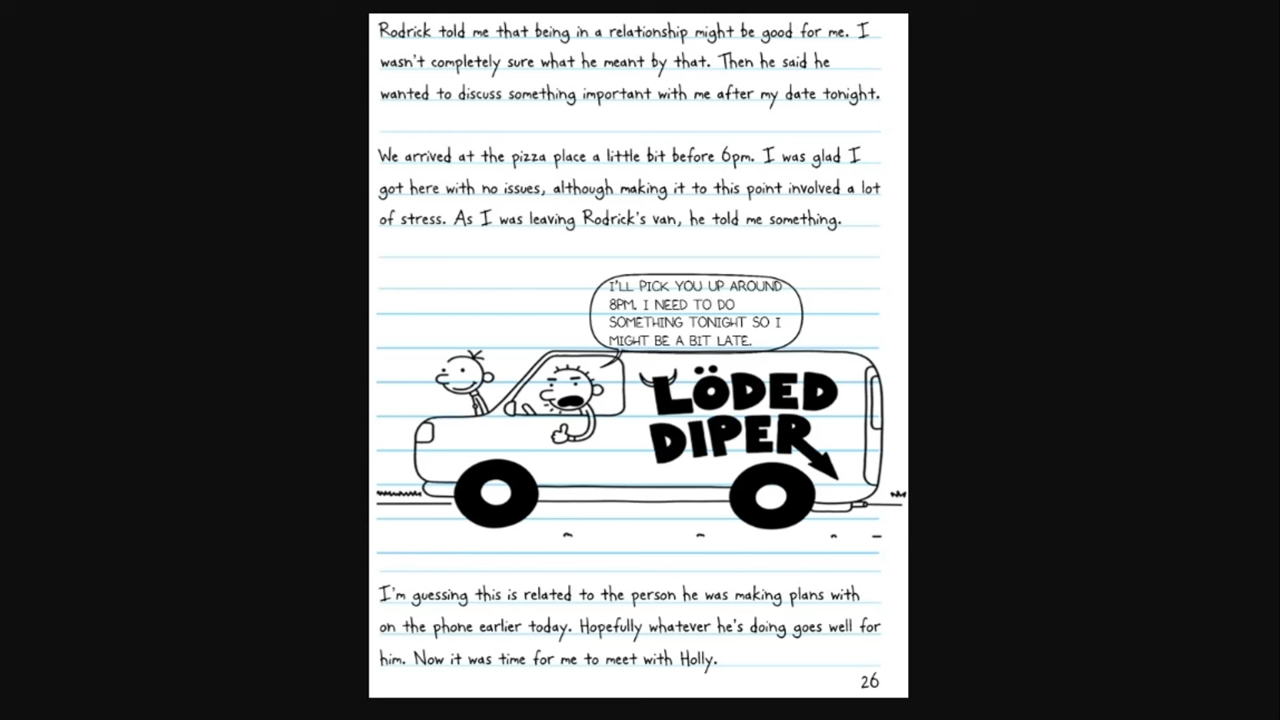 Rodrick told me that being in a relationship might be good for me. I
wasn't completely sure what he meant by that. Then he said he
wanted to discuss something important with me after my date tonight.
We arrived at the pizza place a little bit before 6pm. I was glad I
got here with no issues, although making it to this point involved a lot
of stress. As I was leaving Rodrick's van, he told me something.
I'LL PICK YOU UP AROUND
8PM. I NEED TO DO
SOMETHING TONIGHT SO I
MIGHT BE A BIT LATE.
LÖDED
DIPER
I'm guessing this is related to the person he was making plans with
on the phone earlier today. Hopefully whatever he's doing goes well for
him. Now it was time for me to meet with Holly.
26